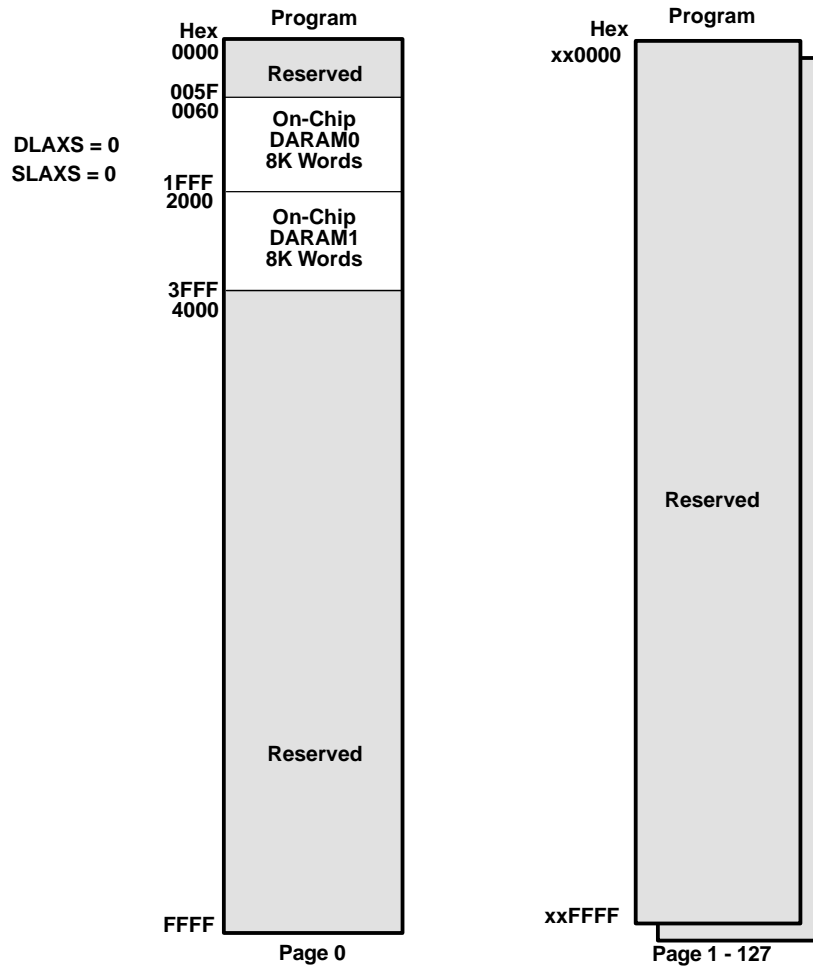 Program
Hex
0000
Reserved
005F
0060
On-Chip
DARAM0
8K Words
DLAXS = 0
SLAXS = 0
1FFF
2000
On-Chip
DARAM1
8K Words
3FFF
4000
Reserved
FFFF
Page 0
Program
Hex
xx0000
Reserved
xxFFFF
Page 1 - 127